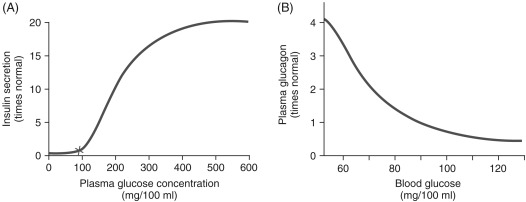 (A)
Insulin secretion
(times normal)
20
15
10
5
0
0 100 200 300 400 500 600
Plasma glucose concentration
(mg/100 ml)
(B)
Plasma glucagon
(times normal)
4
3
2
1
0
60 80 100 120
Blood glucose
(mg/100 ml)